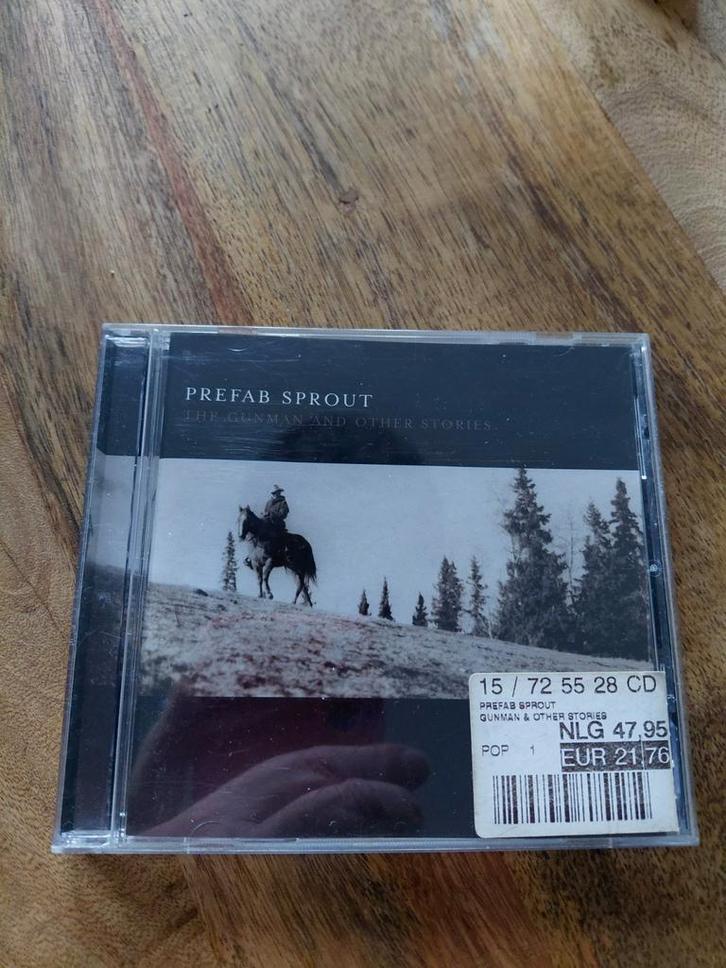 PREFAB SPROUT
THE GUNMAN AND OTHER STORIES
15 / 72 55 28 CD
PREFAB SPROUT
GUNMAN & OTHER STORIES
NLG 47,95
POP 1
EUR 21,76